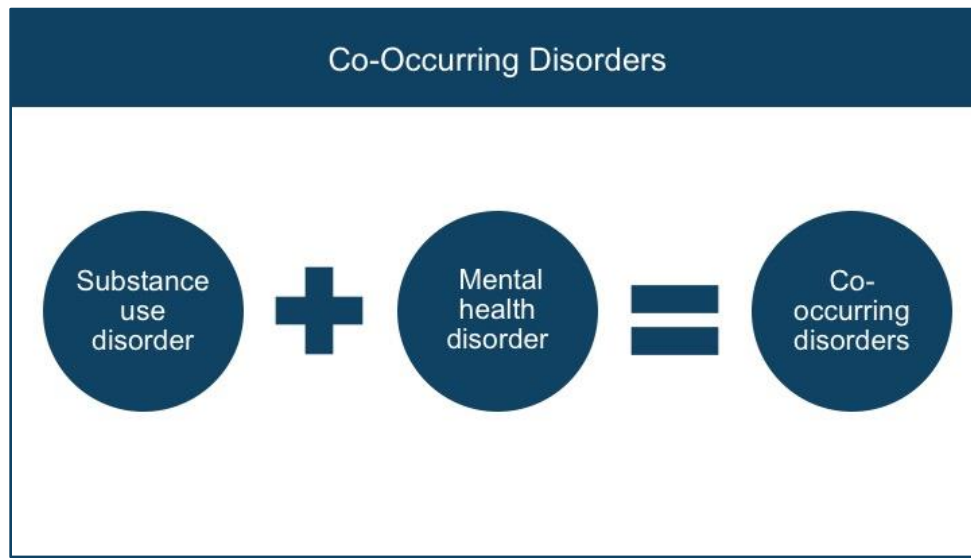 Co-Occurring Disorders
Substance
use
disorder
Mental
health
disorder
Co-
occurring
disorders